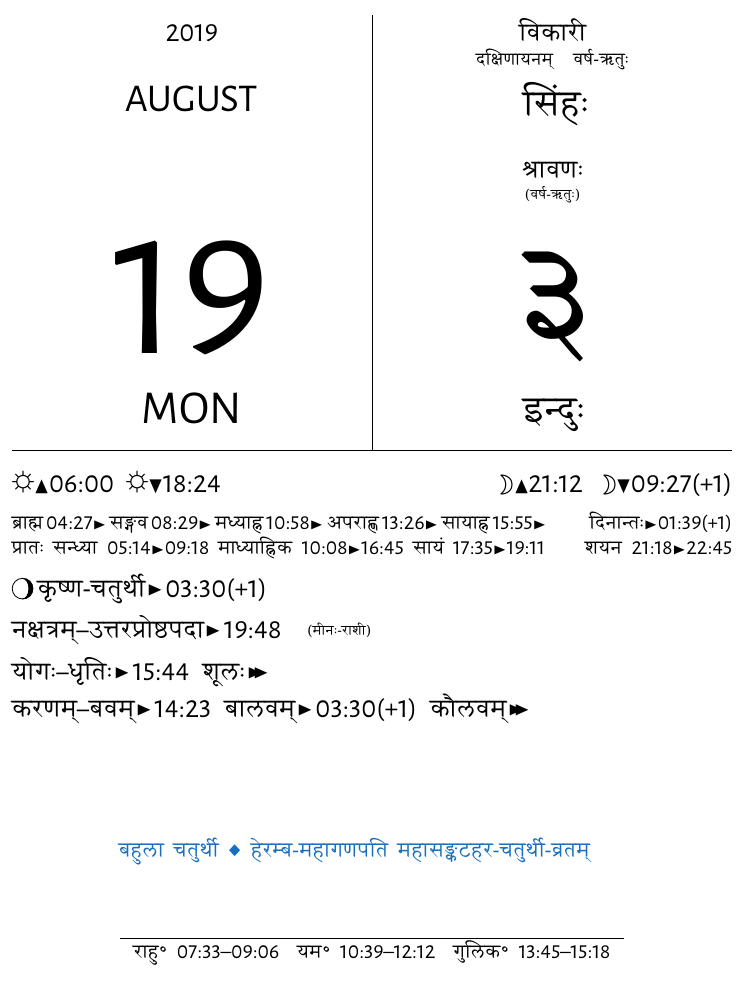 2019
AUGUST
19
MON
विकारी
दक्षिणायनम् वर्ष-ऋतुः
सिंहः
श्रावणः
(वर्ष-ऋतुः)
३
इन्दुः
☼▲06:00 ☼▼18:24 ☽▲21:12 ☽▼09:27(+1)
ब्राह्म 04:27► सङ्गव 08:29► मध्याह्न 10:58► अपराह्ण 13:26► सायाह्न 15:55► दिनान्तः►01:39(+1)
प्रातः सन्ध्या 05:14►09:18 माध्याह्निक 10:08►16:45 सायं 17:35►19:11 शयन 21:18►22:45
कृष्ण-चतुर्थी►03:30(+1)
नक्षत्रम्–उत्तरप्रोष्ठपदा►19:48 (मीनः-राशी)
योगः–धृतिः►15:44 शूलः►►
करणम्–बवम्►14:23 बालवम्►03:30(+1) कौलवम्►►
बहुला चतुर्थी ◆ हेरम्ब-महागणपति महासङ्कटहर-चतुर्थी-व्रतम्
राहु° 07:33–09:06 यम° 10:39–12:12 गुलिक° 13:45–15:18